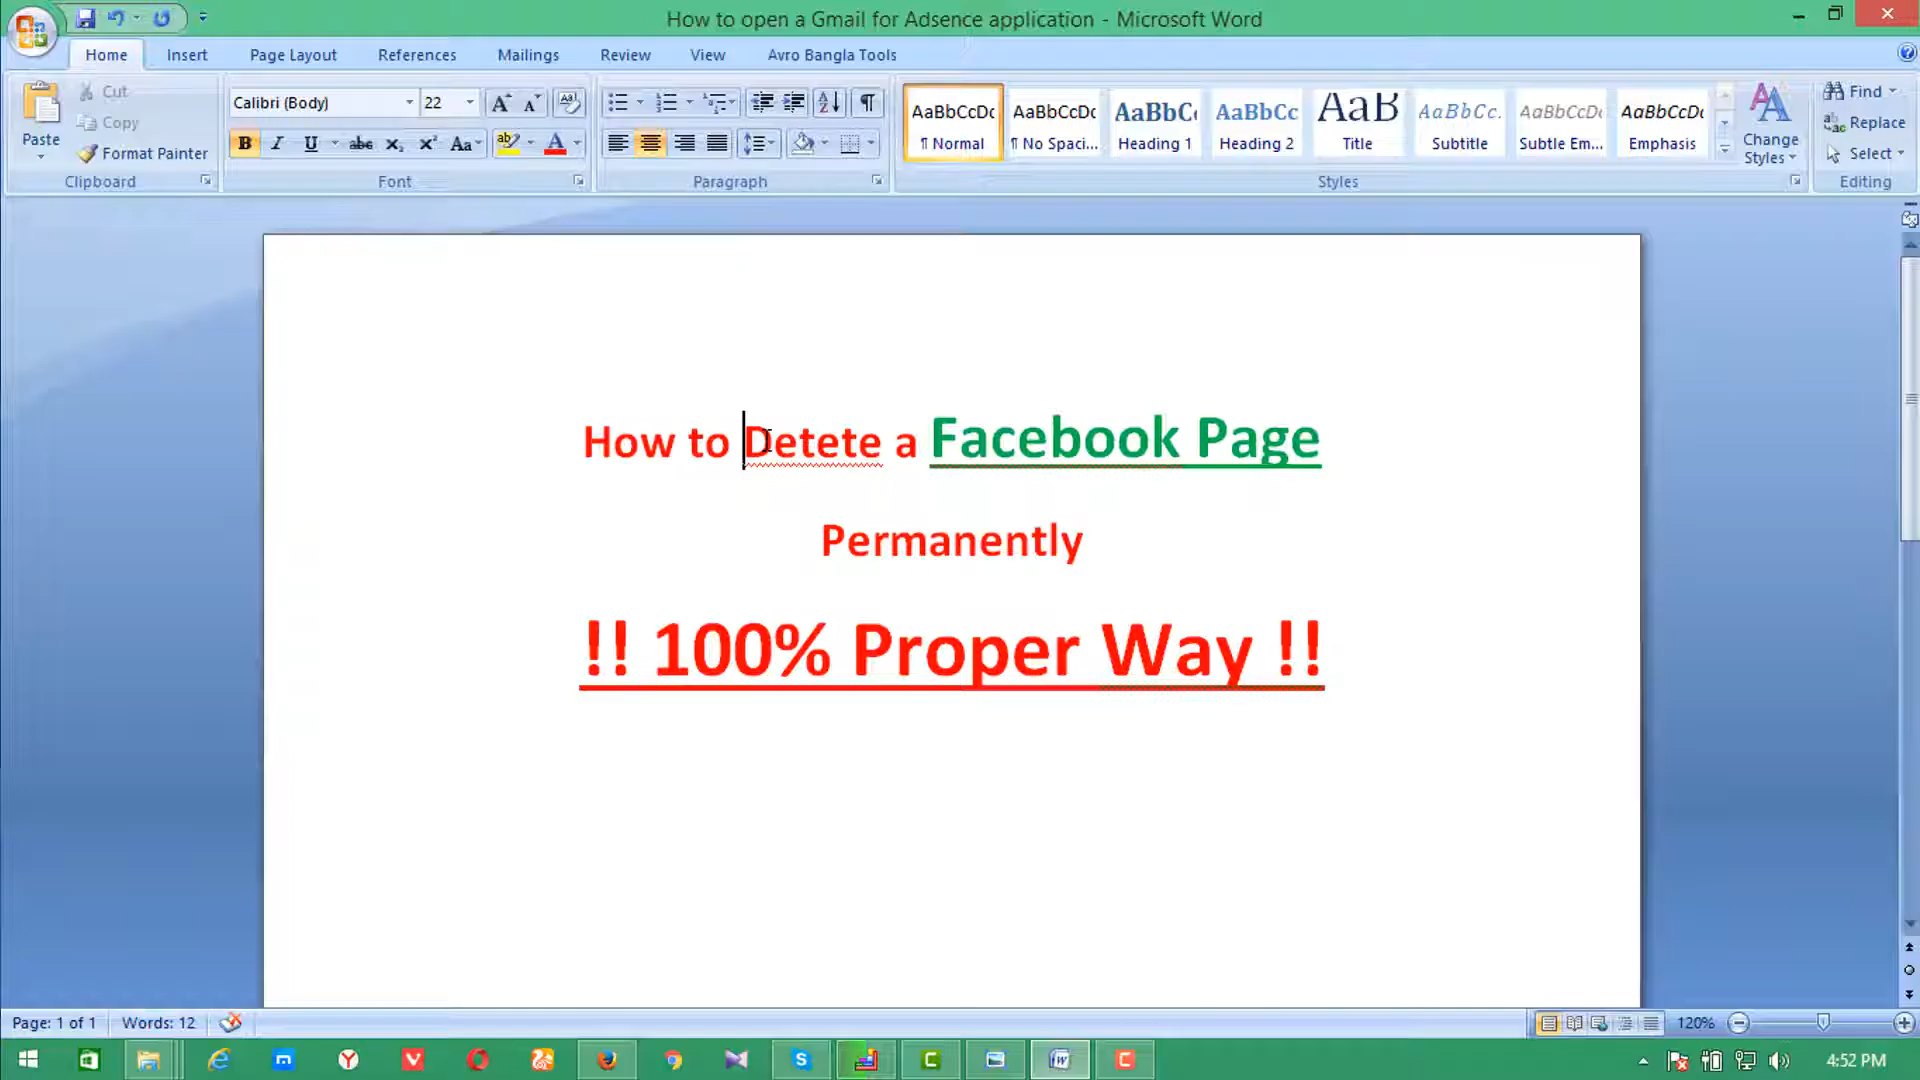 How to open a Gmail for Adsence application - Microsoft Word
Home Insert Page Layout References Mailings Review View Avro Bangla Tools
Paste
Cut
Copy
Format Painter
Clipboard
Calibri (Body) 22
Font
Paragraph
AaBbCcDc AaBbCcDc AaBbC AaBbCc AaB AaBbCc. AaBbCcDc AaBbCcDc
¶ Normal ¶ No Spaci... Heading 1 Heading 2 Title Subtitle Subtle Em... Emphasis
Change Styles
Styles
Find
Replace
Select
Editing
How to Detete a Facebook Page
Permanently
!! 100% Proper Way !!
Page: 1 of 1 Words: 12 120%
4:52 PM